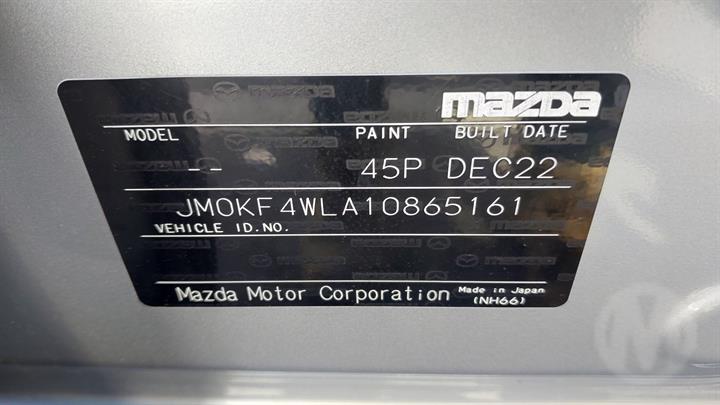 mazda
MODEL PAINT BUILT DATE
-- 45P DEC22
JM0KF4WLA10865161
VEHICLE ID.NO.
Mazda Motor Corporation Made in Japan
(NH66)